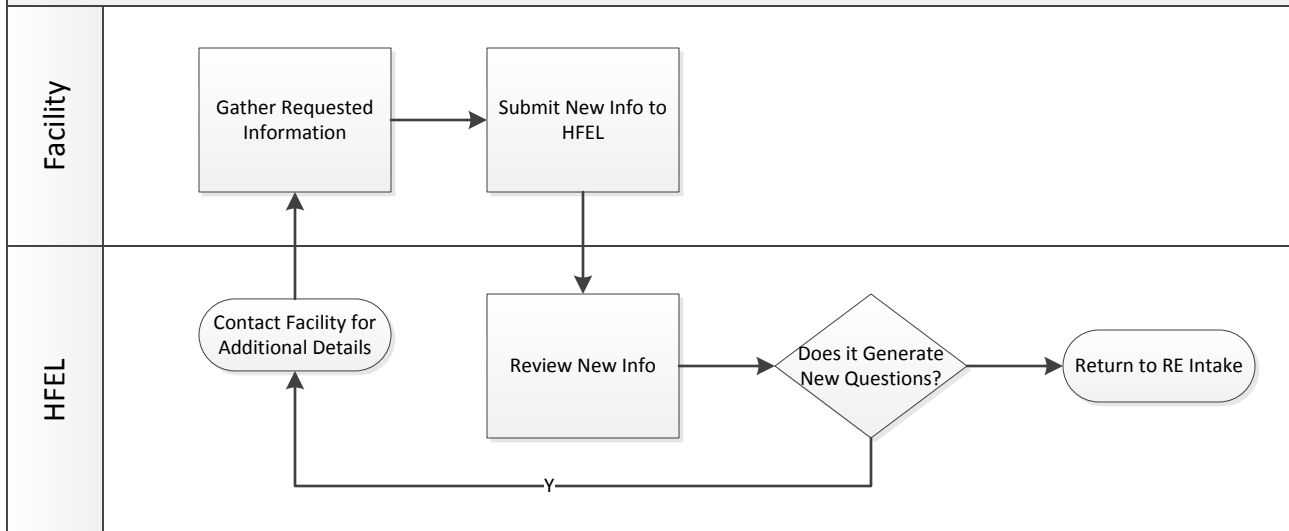 Facility
Gather Requested
Information
Submit New Info to
HFEL
HFEL
Contact Facility for
Additional Details
Review New Info
Does it Generate
New Questions?
Return to RE Intake
Y